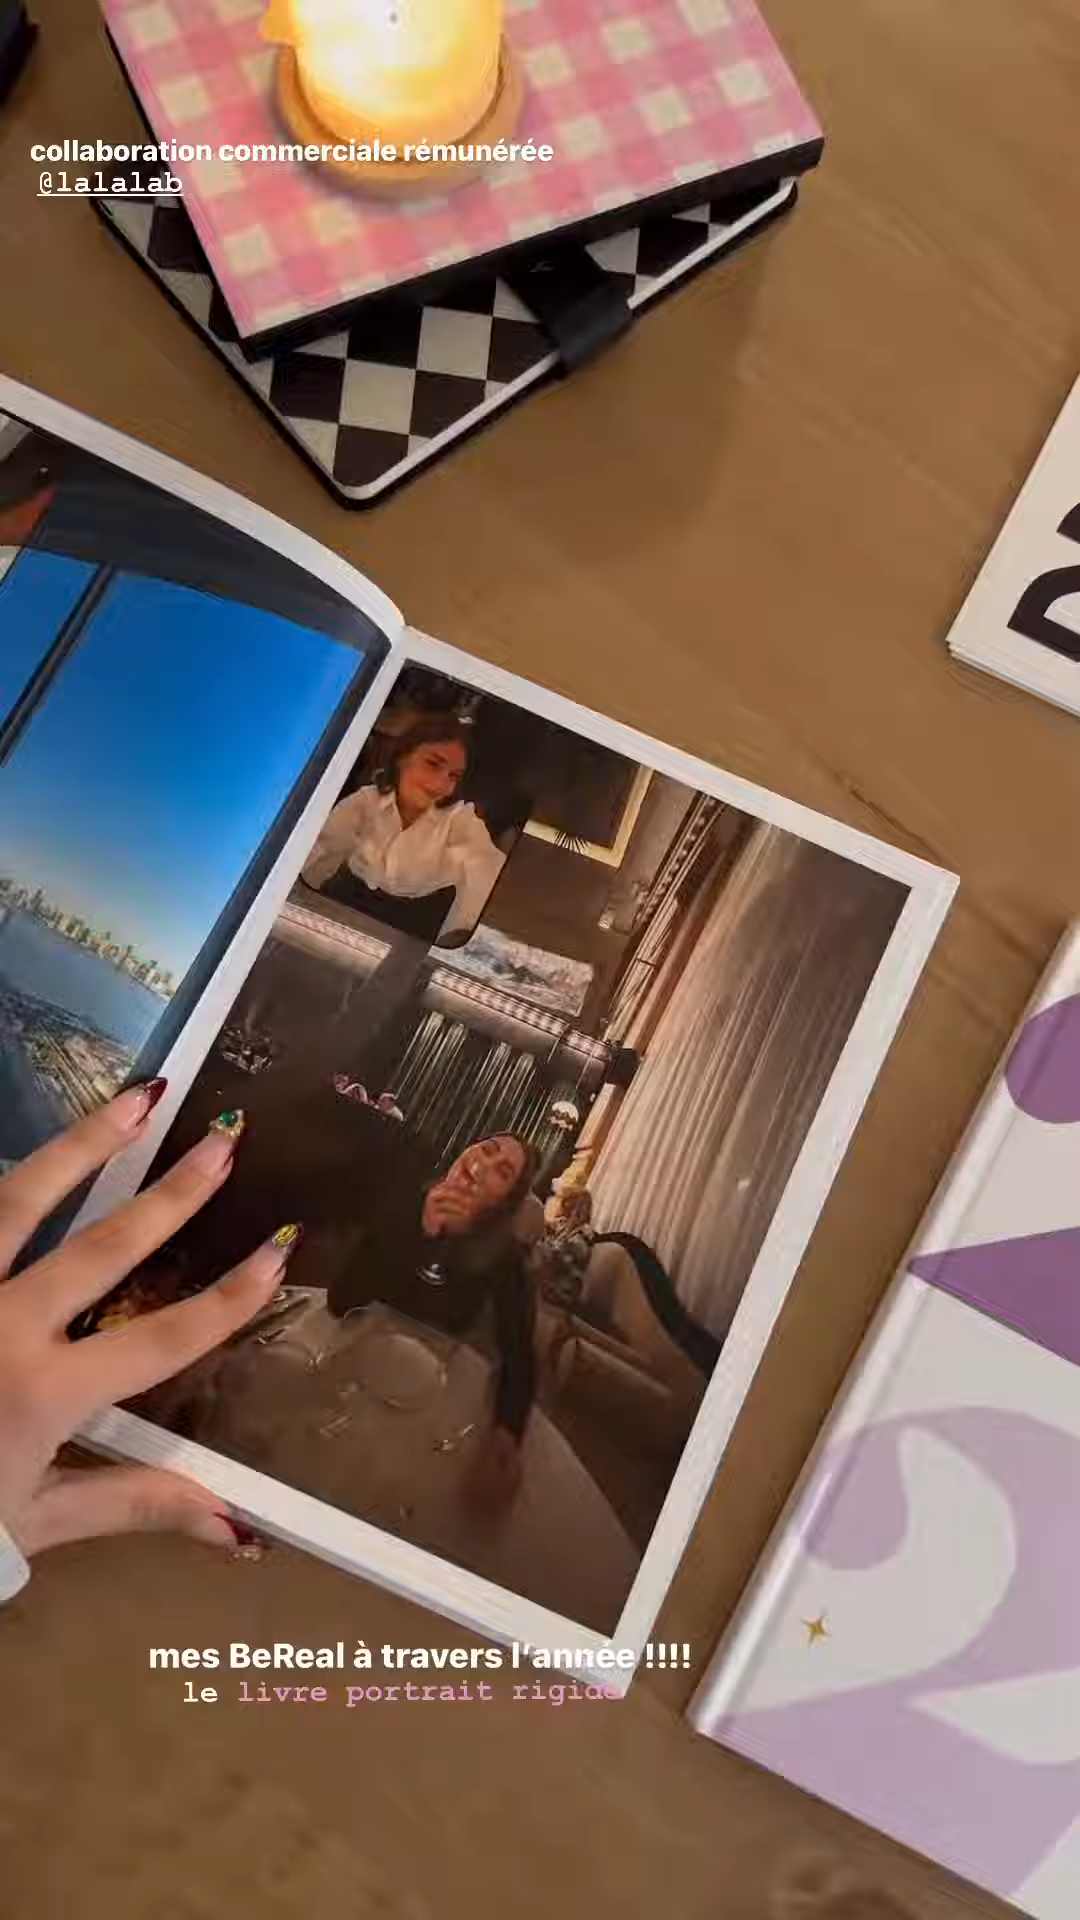 collaboration commerciale rémunérée
@lalalab
mes BeReal à travers l'année !!!!
le livre portrait rigide